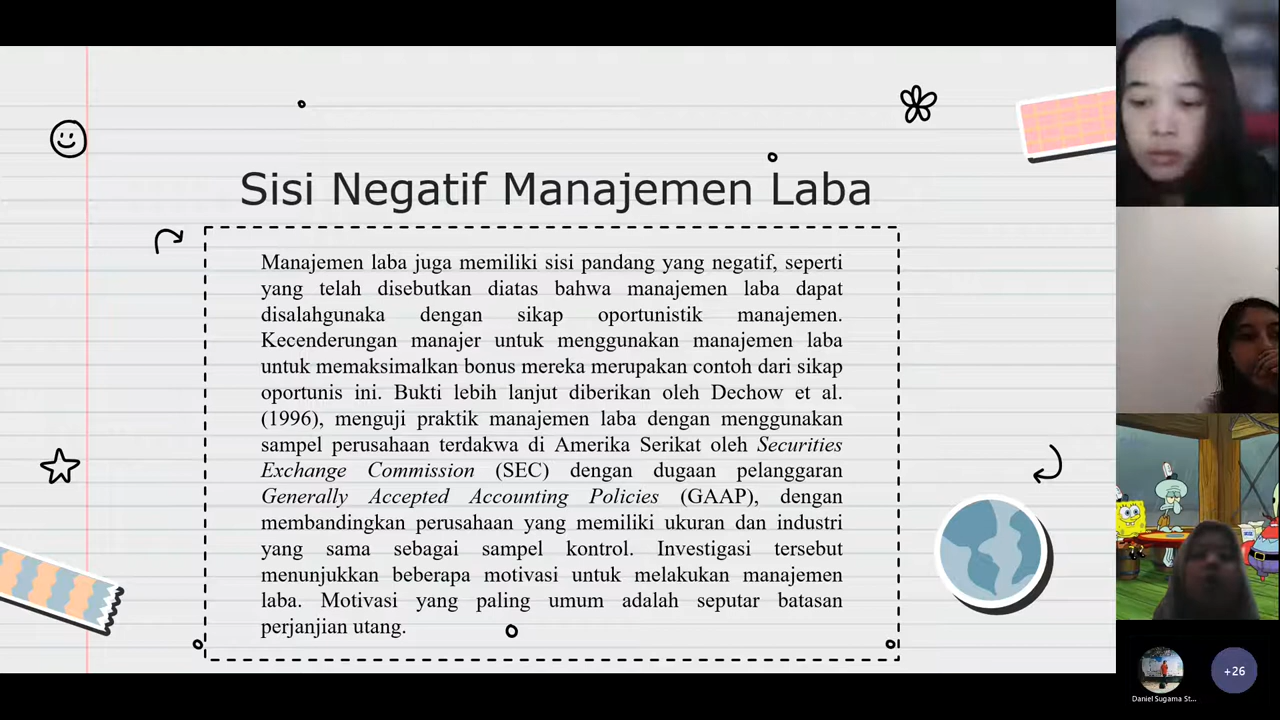 Sisi Negatif Manajemen Laba
Manajemen laba juga memiliki sisi pandang yang negatif, seperti
yang telah disebutkan diatas bahwa manajemen laba dapat
disalahgunaka dengan sikap oportunistik manajemen.
Kecenderungan manajer untuk menggunakan manajemen laba
untuk memaksimalkan bonus mereka merupakan contoh dari sikap
oportunis ini. Bukti lebih lanjut diberikan oleh Dechow et al.
(1996), menguji praktik manajemen laba dengan menggunakan
sampel perusahaan terdakwa di Amerika Serikat oleh Securities
Exchange Commission (SEC) dengan dugaan pelanggaran
Generally Accepted Accounting Policies (GAAP), dengan
membandingkan perusahaan yang memiliki ukuran dan industri
yang sama sebagai sampel kontrol. Investigasi tersebut
menunjukkan beberapa motivasi untuk melakukan manajemen
laba. Motivasi yang paling umum adalah seputar batasan
perjanjian utang.
Daniel Sugama St...
+26